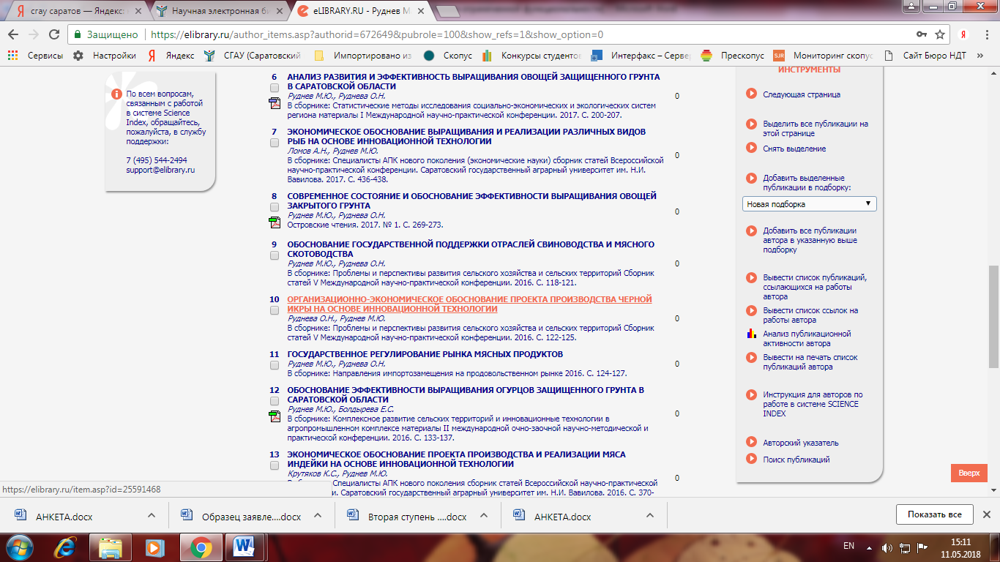 сгау саратов — Яндекс:
Научная электронная би
eLIBRARY.RU - Руднев М
Защищено
https://elibrary.ru/author_items.asp?authorid=672649&pubrole=100&show_refs=1&show_option=0
Сервисы
Настройки
Яндекс
СГАУ (Саратовский
Импортировано из
Скопус
Конкурсы студентов
Интерфакс – Серве
Прескопус
Мониторинг скопус
Сайт Бюро НДТ
По всем вопросам,
связанным с работой
в системе Science
Index, обращайтесь,
пожалуйста, в службу
поддержки:
7 (495) 544-2494
support@elibrary.ru
6 АНАЛИЗ РАЗВИТИЯ И ЭФФЕКТИВНОСТЬ ВЫРАЩИВАНИЯ ОВОЩЕЙ ЗАЩИЩЕННОГО ГРУНТА
В САРАТОВСКОЙ ОБЛАСТИ
Руднев М.Ю., Руднева О.Н.
0
В сборнике: Статистические методы исследования социально-экономических и экологических систем
региона материалы I Международной научно-практической конференции. 2017. С. 200-207.
7 ЭКОНОМИЧЕСКОЕ ОБОСНОВАНИЕ ВЫРАЩИВАНИЯ И РЕАЛИЗАЦИИ РАЗЛИЧНЫХ ВИДОВ
РЫБ НА ОСНОВЕ ИННОВАЦИОННОЙ ТЕХНОЛОГИИ
Ломов А.Н., Руднев М.Ю.
0
В сборнике: Специалисты АПК нового поколения (экономические науки) сборник статей Всероссийской
научно-практической конференции. Саратовский государственный аграрный университет им. Н.И.
Вавилова. 2017. С. 436-438.
8 СОВРЕМЕННОЕ СОСТОЯНИЕ И ОБОСНОВАНИЕ ЭФФЕКТИВНОСТИ ВЫРАЩИВАНИЯ ОВОЩЕЙ
ЗАКРЫТОГО ГРУНТА
0
Руднев М.Ю., Руднева О.Н.
Островские чтения. 2017. № 1. С. 269-273.
9 ОБОСНОВАНИЕ ГОСУДАРСТВЕННОЙ ПОДДЕРЖКИ ОТРАСЛЕЙ СВИНОВОДСТВА И МЯСНОГО
СКОТОВОДСТВА
Руднев М.Ю., Руднева О.Н.
0
В сборнике: Проблемы и перспективы развития сельского хозяйства и сельских территорий Сборник
статей V Международной научно-практической конференции. 2016. С. 118-121.
10 ОРГАНИЗАЦИОННО-ЭКОНОМИЧЕСКОЕ ОБОСНОВАНИЕ ПРОЕКТА ПРОИЗВОДСТВА ЧЕРНОЙ
ИКРЫ НА ОСНОВЕ ИННОВАЦИОННОЙ ТЕХНОЛОГИИ
Руднева О.Н., Руднев М.Ю.
0
В сборнике: Проблемы и перспективы развития сельского хозяйства и сельских территорий Сборник
статей V Международной научно-практической конференции. 2016. С. 122-125.
11 ГОСУДАРСТВЕННОЕ РЕГУЛИРОВАНИЕ РЫНКА МЯСНЫХ ПРОДУКТОВ
Руднев М.Ю., Руднева О.Н.
0
В сборнике: Направления импортозамещения на продовольственном рынке 2016. С. 124-127.
12 ОБОСНОВАНИЕ ЭФФЕКТИВНОСТИ ВЫРАЩИВАНИЯ ОГУРЦОВ ЗАЩИЩЕННОГО ГРУНТА В
САРАТОВСКОЙ ОБЛАСТИ
Руднев М.Ю., Болдырева Е.С.
0
В сборнике: Комплексное развитие сельских территорий и инновационные технологии в
агропромышленном комплексе материалы II международной очно-заочной научно-методической и
практической конференции. 2016. С. 133-137.
13 ЭКОНОМИЧЕСКОЕ ОБОСНОВАНИЕ ПРОЕКТА ПРОИЗВОДСТВА И РЕАЛИЗАЦИИ МЯСА
ИНДЕЙКИ НА ОСНОВЕ ИННОВАЦИОННОЙ ТЕХНОЛОГИИ
Крутяков К.С., Руднев М.Ю.
0
Специалисты АПК нового поколения сборник статей Всероссийской научно-практической
и. Саратовский государственный аграрный университет им. Н.И. Вавилова. 2016. С. 370-
ИНСТРУМЕНТЫ
Следующая страница
Выделить все публикации на
этой странице
Снять выделение
Добавить выделенные
публикации в подборку:
Новая подборка
Добавить все публикации
автора в указанную выше
подборку
Вывести список публикаций,
ссылающихся на работы
автора
Вывести список ссылок на
работы автора
Анализ публикационной
активности автора
Вывести на печать список
публикаций автора
Инструкция для авторов по
работе в системе SCIENCE
INDEX
Авторский указатель
Поиск публикаций
Вверх
https://elibrary.ru/item.asp?id=25591468
АНКЕТА.docx
Образец заявле....docx
Вторая ступень ....docx
АНКЕТА.docx
Показать все
EN
15:11
11.05.2018